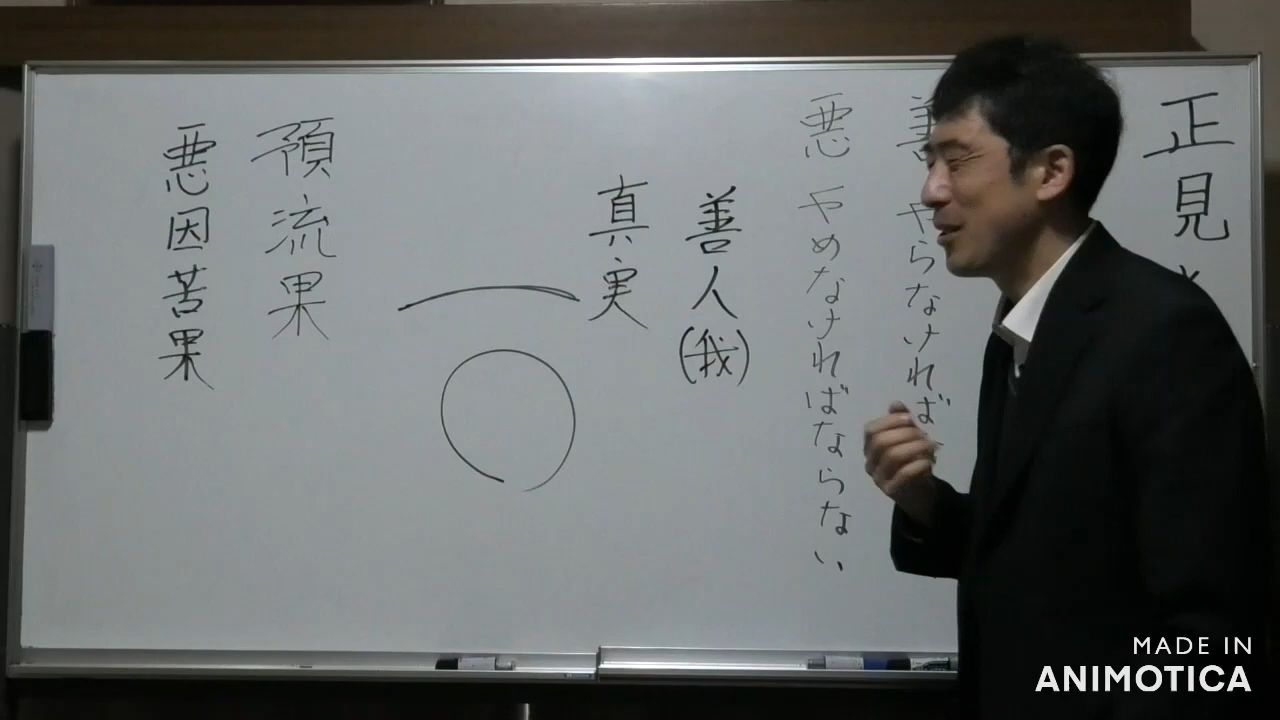 正見
善 やらなければ
悪 やめなければならない
善人(我)
真実
預流果
悪因苦果
MADE IN
ANIMOTICA